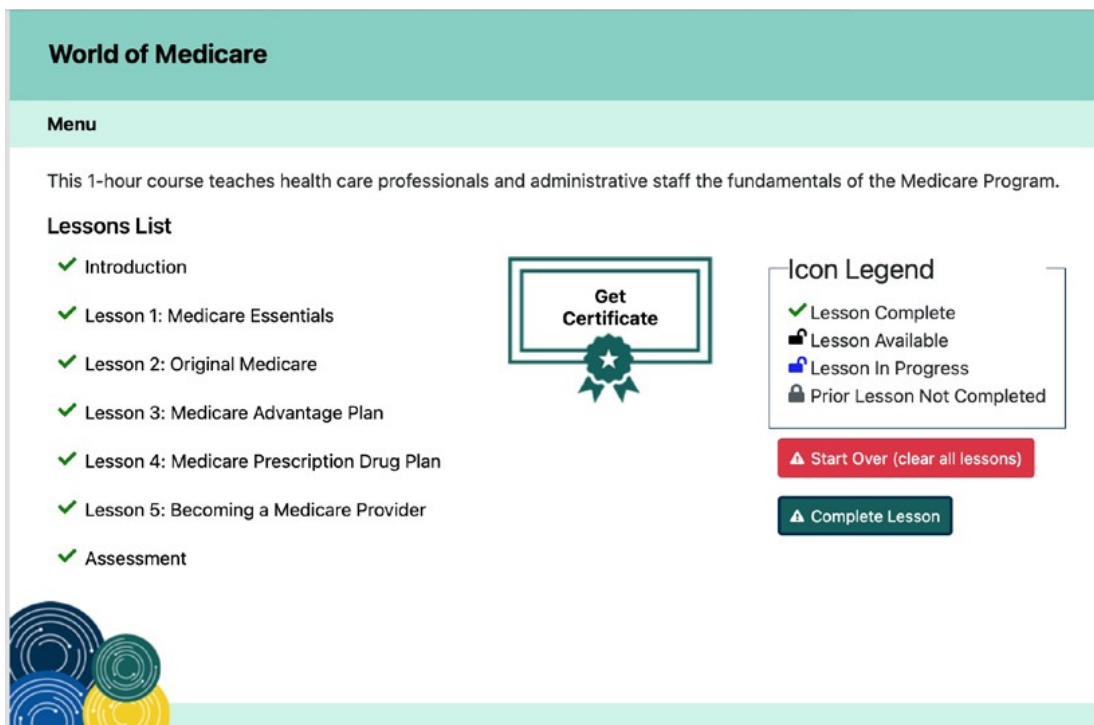 World of Medicare
Menu
This 1-hour course teaches health care professionals and administrative staff the fundamentals of the Medicare Program.
Lessons List
Introduction
Lesson 1: Medicare Essentials
Lesson 2: Original Medicare
Lesson 3: Medicare Advantage Plan
Lesson 4: Medicare Prescription Drug Plan
Lesson 5: Becoming a Medicare Provider
Assessment
Get
Certificate
Icon Legend
Lesson Complete
Lesson Available
Lesson In Progress
Prior Lesson Not Completed
Start Over (clear all lessons)
Complete Lesson